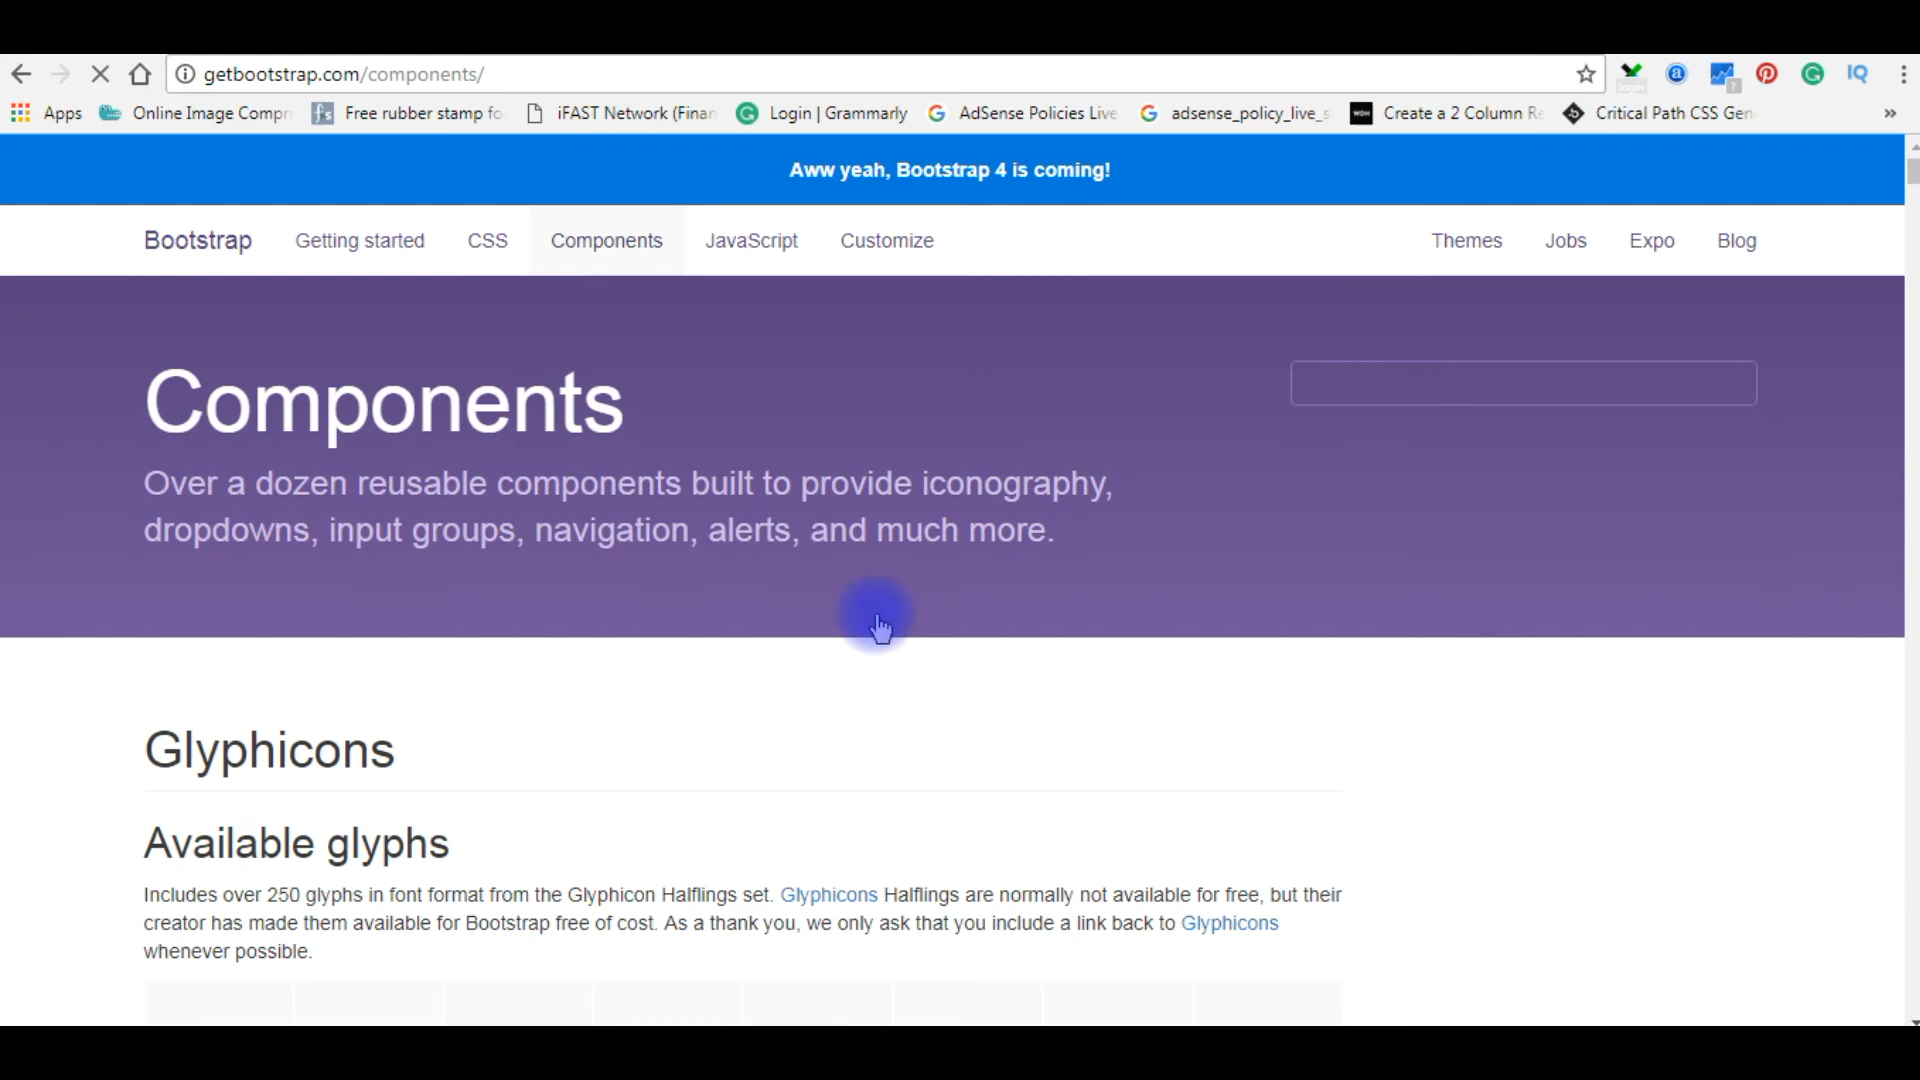 getbootstrap.com/components/
Apps Online Image Compre Free rubber stamp fo iFAST Network (Finan Login | Grammarly AdSense Policies Live adsense_policy_live_s Create a 2 Column Re Critical Path CSS Gen »
Aww yeah, Bootstrap 4 is coming!
Bootstrap Getting started CSS Components JavaScript Customize Themes Jobs Expo Blog
Components
Over a dozen reusable components built to provide iconography,
dropdowns, input groups, navigation, alerts, and much more.
Glyphicons
Available glyphs
Includes over 250 glyphs in font format from the Glyphicon Halflings set. Glyphicons Halflings are normally not available for free, but their
creator has made them available for Bootstrap free of cost. As a thank you, we only ask that you include a link back to Glyphicons
whenever possible.